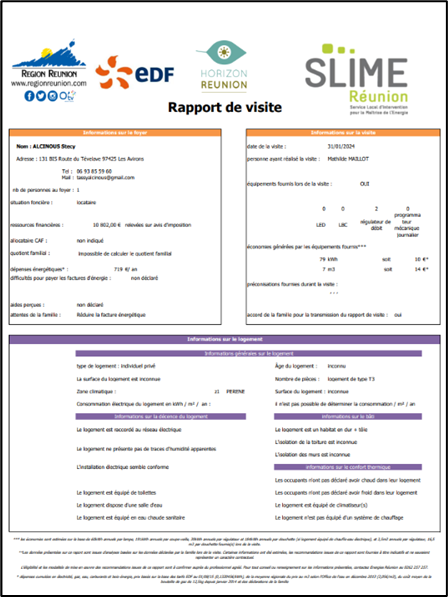 REGION REUNION
www.regionreunion.com
EDF
HORIZON
REUNION
SLIME
Réunion
Service Local d'Intervention
pour la Maîtrise de l'Energie
Rapport de visite
Informations sur le foyer
Nom : ALCINOUS Stecy
Adresse : 131 BIS Route du Tévelave 97425 Les Avirons
Tél : 06 93 85 59 60
Mail : tassyalcinous@gmail.com
nb de personnes au foyer : 1
situation foncière : locataire
ressources financières : 10 902,00 € relevées sur avis d'imposition
allocataire CAF : non indiqué
quotient familial : Impossible de calculer le quotient familial
dépenses énergétiques* : 719 €/ an
difficultés pour payer les factures d'énergie : non déclaré
aides perçues : non déclaré
attentes de la famille : Réduire la facture énergétique
Informations sur la visite
date de la visite : 31/01/2024
personne ayant réalisé la visite : Mathilde MAILLOT
équipements fournis lors de la visite : OUI
0 0 2 0
LED LBC régulateur de débit programmateur mécanique journalier
économies générées par les équipements fournis***
79 kWh soit 10 €*
7 m3 soit 14 €*
préconisations fournies durant la visite :
---
accord de la famille pour la transmission du rapport de visite : oui
Informations sur le logement
Informations générales sur le logement
type de logement : Individuel privé
Âge du logement : Inconnu
La surface du logement est inconnue
Nombre de pièces : logement de type T3
Zone climatique : z1 PERENE
Surface du logement : inconnue
Consommation électrique du logement en kWh / m² / an :
il n'est pas possible de déterminer la consommation / m² / an
Informations sur la décence du logement
Le logement est raccordé au réseau électrique
Le logement ne présente pas de traces d'humidité apparentes
L'installation électrique semble conforme
Le logement est équipé de toilettes
Le logement dispose d'une salle d'eau
Le logement est équipé en eau chaude sanitaire
Informations sur le bâti
Le logement est un habitat en dur + tôle
L'isolation de la toiture est inconnue
L'isolation des murs est inconnue
Informations sur le confort thermique
Les occupants n'ont pas déclaré avoir chaud dans leur logement
Les occupants n'ont pas déclaré avoir froid dans leur logement
Le logement est équipé de climatiseur(s)
Le logement n'est pas équipé d'un système de chauffage